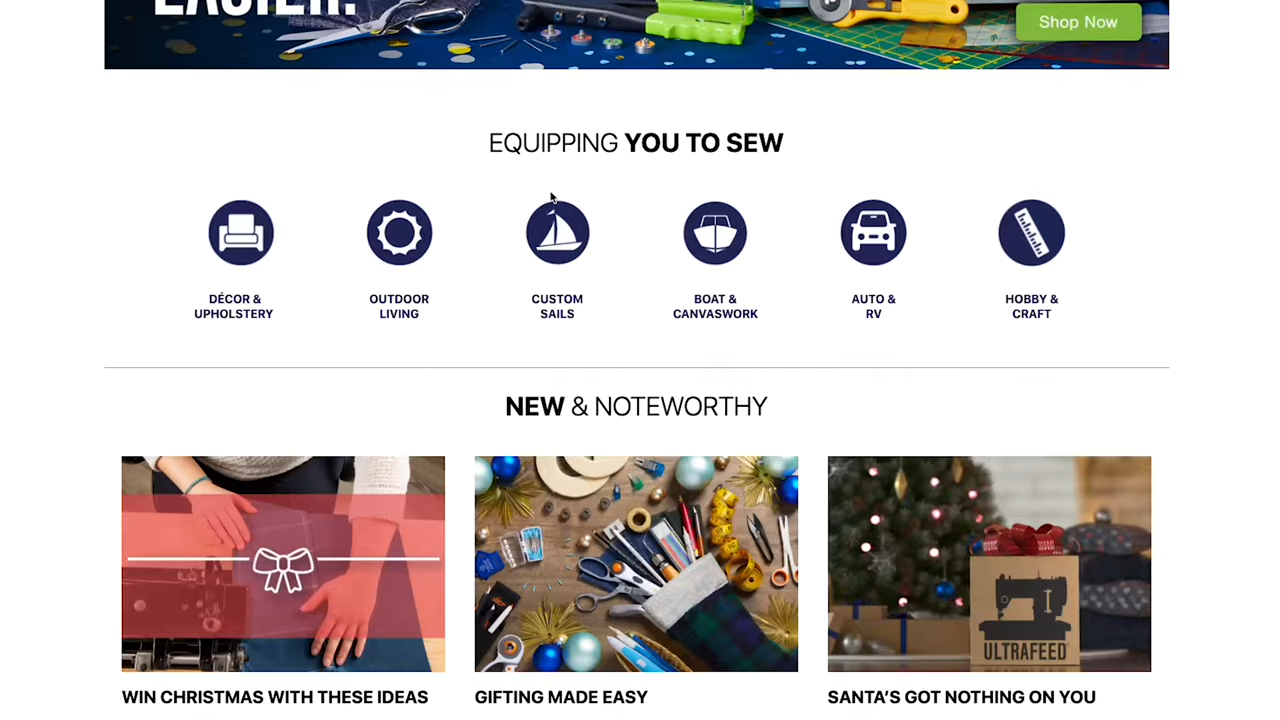 EASIER.
Shop Now
EQUIPPING YOU TO SEW
DÉCOR &
UPHOLSTERY
OUTDOOR
LIVING
CUSTOM
SAILS
BOAT &
CANVASWORK
AUTO &
RV
HOBBY &
CRAFT
NEW & NOTEWORTHY
ULTRAFEED
WIN CHRISTMAS WITH THESE IDEAS
GIFTING MADE EASY
SANTA'S GOT NOTHING ON YOU